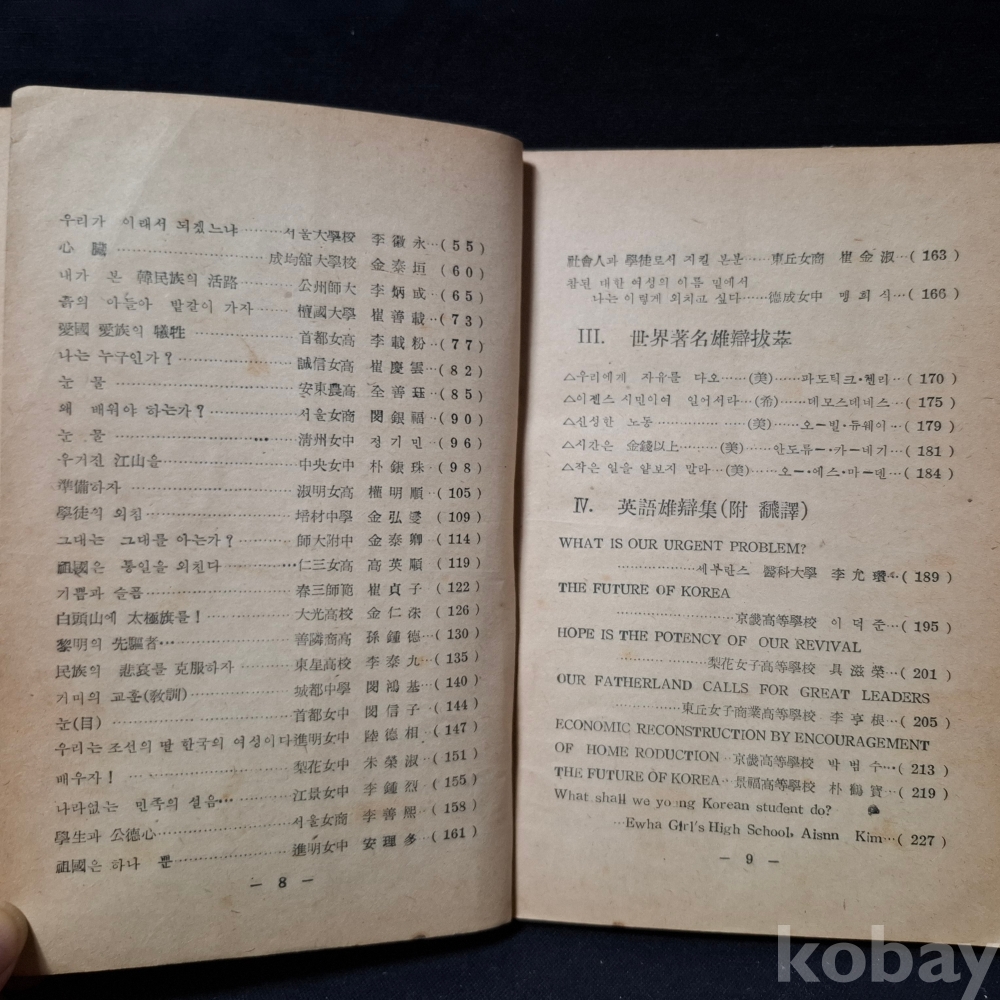 우리가 이래서 되겠느냐……서울大學校 李徽永…(55)
心臟……………………成均舘大學校 金泰垣…(60)
내가 본 韓民族의 活路……公州師大 李炳或…(65)
흙의 아들아 밭갈이 가자……檀國大學 崔善載…(73)
愛國 愛族의 犧牲……首都女高 李載粉…(77)
나는 누구인가?……誠信女高 崔慶雲…(82)
눈 물……安東農高 全善珏…(85)
왜 배워야 하는가?……서울女商 閔銀福…(90)
눈 물……清州女中 정기민…(96)
우거진 江山을……中央女中 朴銀珠…(98)
準備하자……淑明女高 權明順…(105)
學徒의 외침……培材中學 金弘燮…(109)
그대는 그대를 아는가?……師大附中 金泰卿…(114)
祖國은 통일을 외친다……仁三女高 高英順…(119)
기쁨과 슬픔……春三師範 崔貞子…(122)
白頭山에 太極旗를!……大光高校 金仁洙…(126)
黎明의 先驅者…善隣商高 孫鍾德…(130)
民族의 悲哀를 克服하자……東星高校 李泰九…(135)
거미의 교훈(敎訓)……城都中學 閔鴻基…(140)
눈(目)……首都女中 閔信子…(144)
우리는 조선의 딸 한국의 여성이다進明女中 陸德相…(147)
배우자!……梨花女中 朱榮淑…(151)
나라없는 민족의 설음…江景女中 李鍾烈…(155)
學生과 公德心……서울女商 李善熙…(158)
祖國은 하나 뿐……進明女中 安理多…(161)
— 8 —
社會人과 學徒로서 지킬 본분……東丘女商 崔金淑…(163)
참된 대한 여성의 이름 밑에서
나는 이렇게 외치고 싶다……德成女中 맹희식…(166)
III. 世界著名雄辯拔萃
△우리에게 자유를 다오……(美)……파도틱크·헨리…(170)
△이젠스 시민이여 일어서라…(希)……데모스데네스…(175)
△신성한 노동……(美)……오-빌·듀웨이…(179)
△시간은 金錢以上……(美)……안도류-·카-네기…(181)
△작은 일을 얕보지 말라…(美)……오-·에스·마-덴…(184)
Ⅳ. 英語雄辯集(附 飜譯)
WHAT IS OUR URGENT PROBLEM?
……세부란스 醫科大學 李允瓚…(189)
THE FUTURE OF KOREA
……京畿高等學校 이덕준…(195)
HOPE IS THE POTENCY OF OUR REVIVAL
……梨花女子高等學校 具滋榮…(201)
OUR FATHERLAND CALLS FOR GREAT LEADERS
……東丘女子商業高等學校 李亨根…(205)
ECONOMIC RECONSTRUCTION BY ENCOURAGEMENT
OF HOME RODUCTION…京畿高等學校 박범수…(213)
THE FUTURE OF KOREA…景福高等學校 朴鶴寶…(219)
What shall we young Korean student do?
…Ewha Girl's High School, Aisnn Kim…(227)
— 9 —
kobay